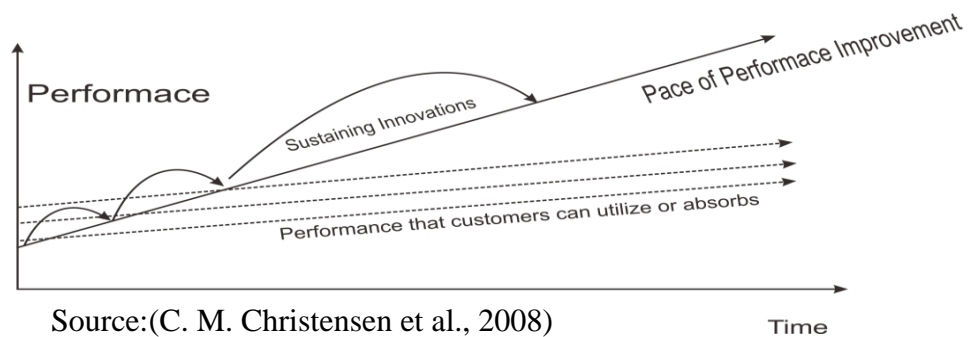 Performace
Pace of Performace Improvement
Sustaining Innovations
Performance that customers can utilize or absorbs
Source:(C. M. Christensen et al., 2008)
Time